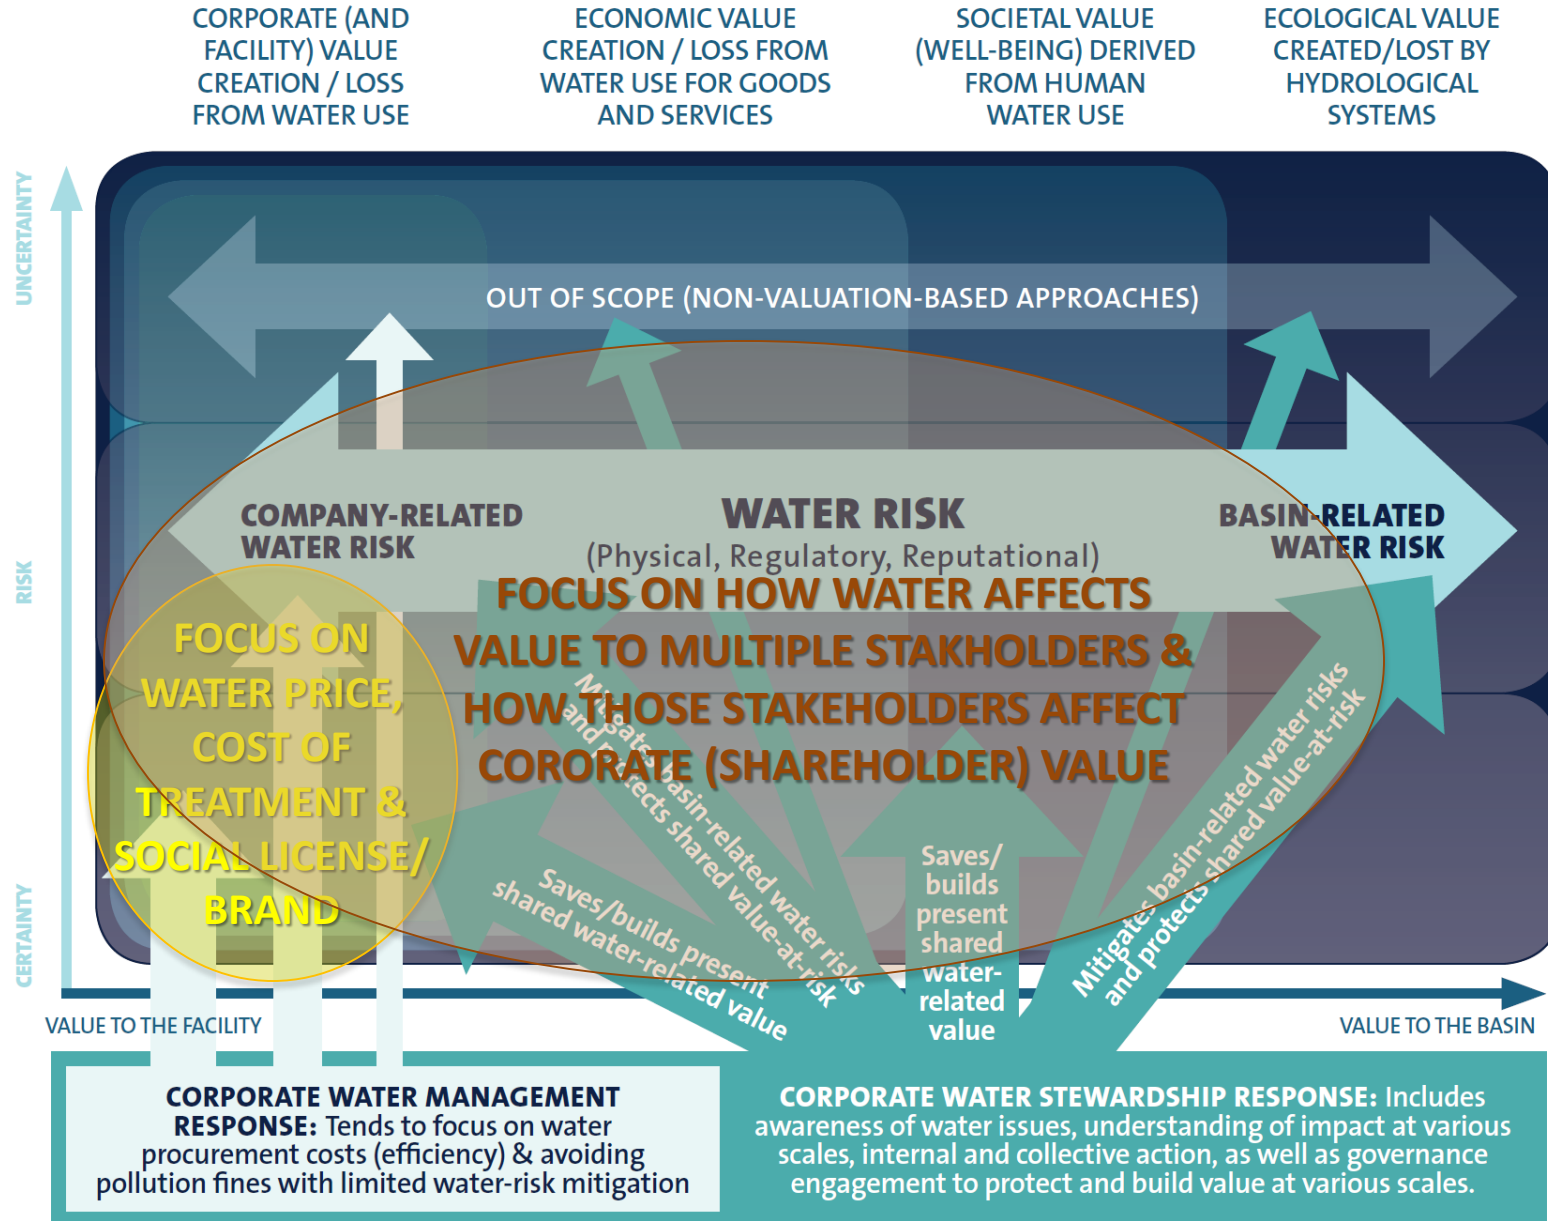 CORPORATE (AND
FACILITY) VALUE
CREATION / LOSS
FROM WATER USE
ECONOMIC VALUE
CREATION / LOSS FROM
WATER USE FOR GOODS
AND SERVICES
SOCIETAL VALUE
(WELL-BEING) DERIVED
FROM HUMAN
WATER USE
ECOLOGICAL VALUE
CREATED/LOST BY
HYDROLOGICAL
SYSTEMS
UNCERTAINTY
RISK
CERTAINTY
OUT OF SCOPE (NON-VALUATION-BASED APPROACHES)
COMPANY-RELATED
WATER RISK
WATER RISK
(Physical, Regulatory, Reputational)
BASIN-RELATED
WATER RISK
FOCUS ON
WATER PRICE,
COST OF
TREATMENT &
SOCIAL LICENSE/
BRAND
FOCUS ON HOW WATER AFFECTS
VALUE TO MULTIPLE STAKHOLDERS &
HOW THOSE STAKEHOLDERS AFFECT
CORORATE (SHAREHOLDER) VALUE
Saves/builds present
shared water-related value
Mitigates basin-related water risks
and protects shared value-at-risk
Saves/
builds
present
shared
water-
related
value
Mitigates basin-related water risks
and protects shared value-at-risk
VALUE TO THE FACILITY
VALUE TO THE BASIN
CORPORATE WATER MANAGEMENT
RESPONSE: Tends to focus on water
procurement costs (efficiency) & avoiding
pollution fines with limited water-risk mitigation
CORPORATE WATER STEWARDSHIP RESPONSE: Includes
awareness of water issues, understanding of impact at various
scales, internal and collective action, as well as governance
engagement to protect and build value at various scales.